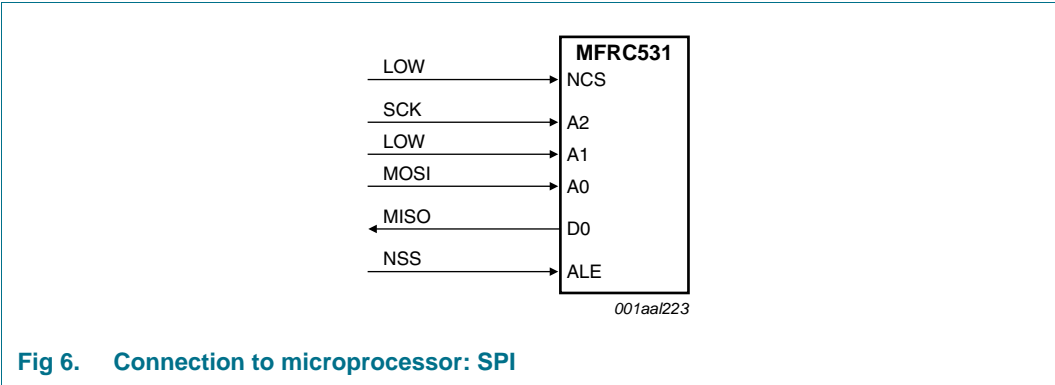 MFRC531
LOW
NCS
SCK
A2
LOW
A1
MOSI
A0
MISO
D0
NSS
ALE
001aal223
Fig 6. Connection to microprocessor: SPI